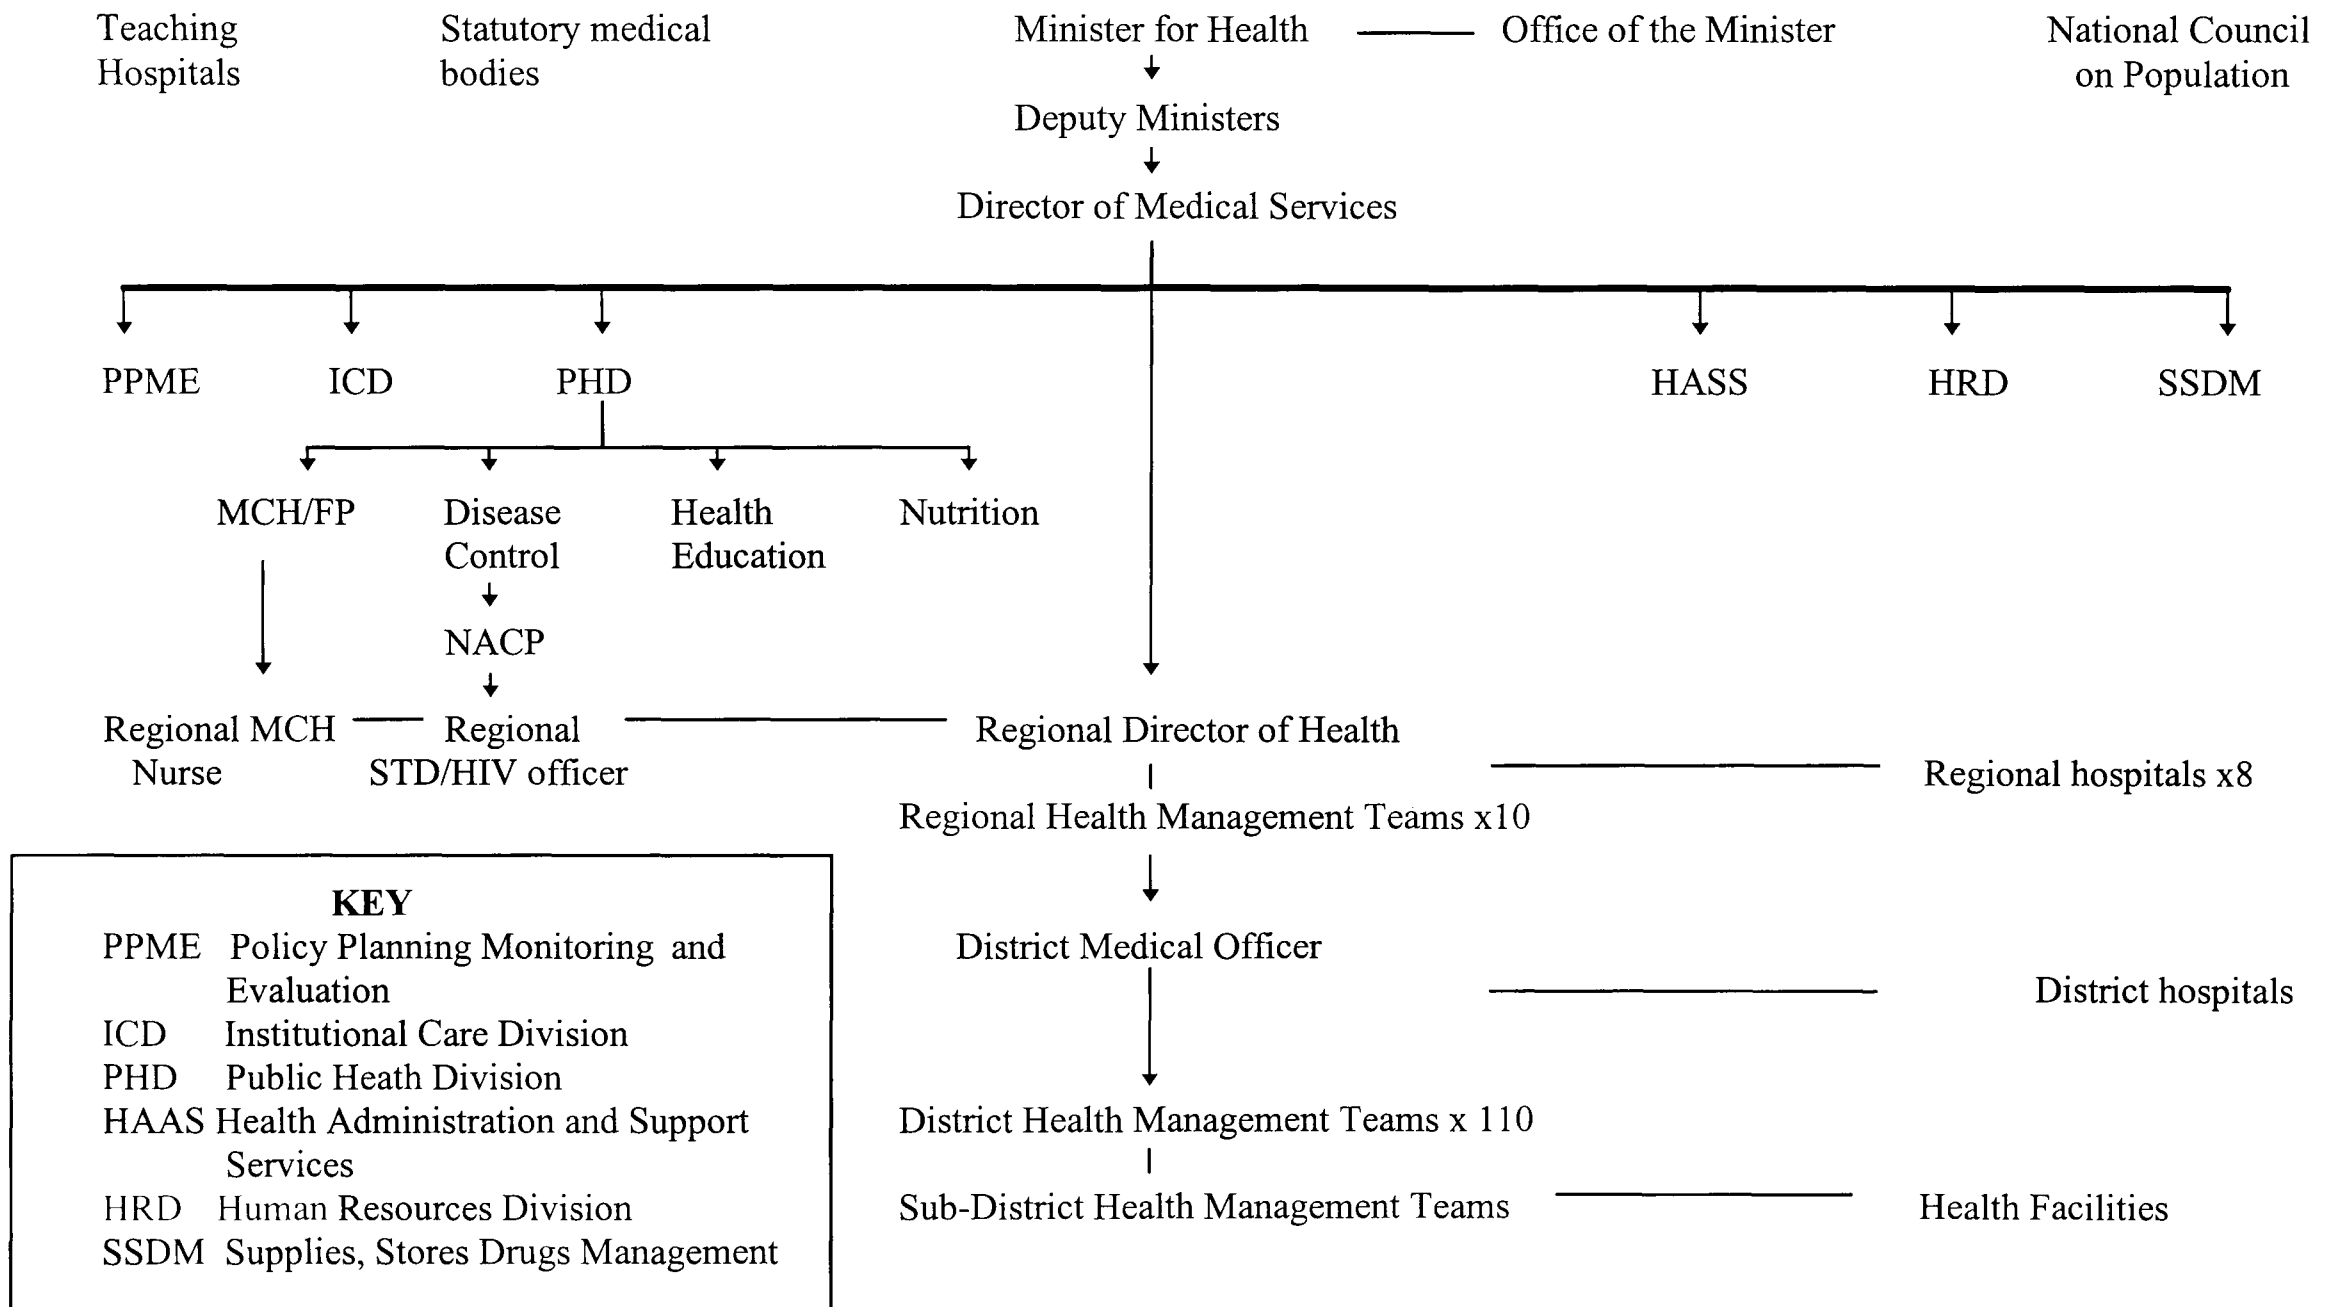 Teaching Hospitals
Statutory medical bodies
Minister for Health
Office of the Minister
National Council on Population
Deputy Ministers
Director of Medical Services
PPME
ICD
PHD
HASS
HRD
SSDM
MCH/FP
Disease Control
Health Education
Nutrition
NACP
Regional MCH Nurse
Regional STD/HIV officer
Regional Director of Health
Regional hospitals x8
Regional Health Management Teams x10
District Medical Officer
District hospitals
District Health Management Teams x 110
Sub-District Health Management Teams
Health Facilities
KEY
PPME Policy Planning Monitoring and
Evaluation
ICD Institutional Care Division
PHD Public Heath Division
HAAS Health Administration and Support
Services
HRD Human Resources Division
SSDM Supplies, Stores Drugs Management